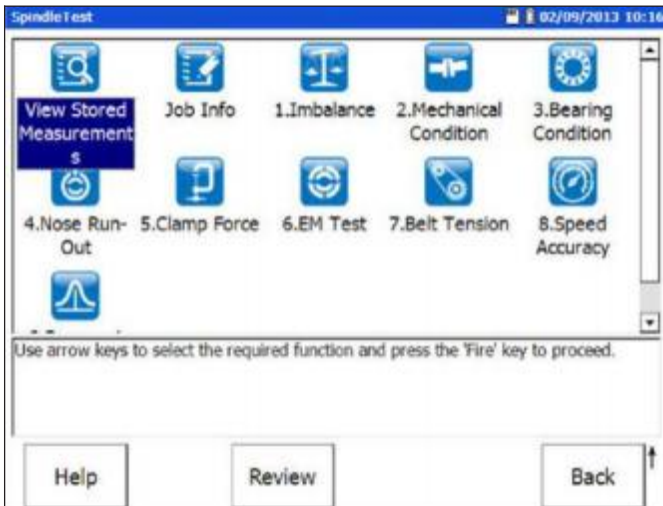 SpindleTest
02/09/2013 10:16
View Stored
Measurement
s
Job Info
1.Imbalance
2.Mechanical
Condition
3.Bearing
Condition
4.Nose Run-
Out
5.Clamp Force
6.EM Test
7.Belt Tension
8.Speed
Accuracy
Use arrow keys to select the required function and press the 'Fire' key to proceed.
Help
Review
Back